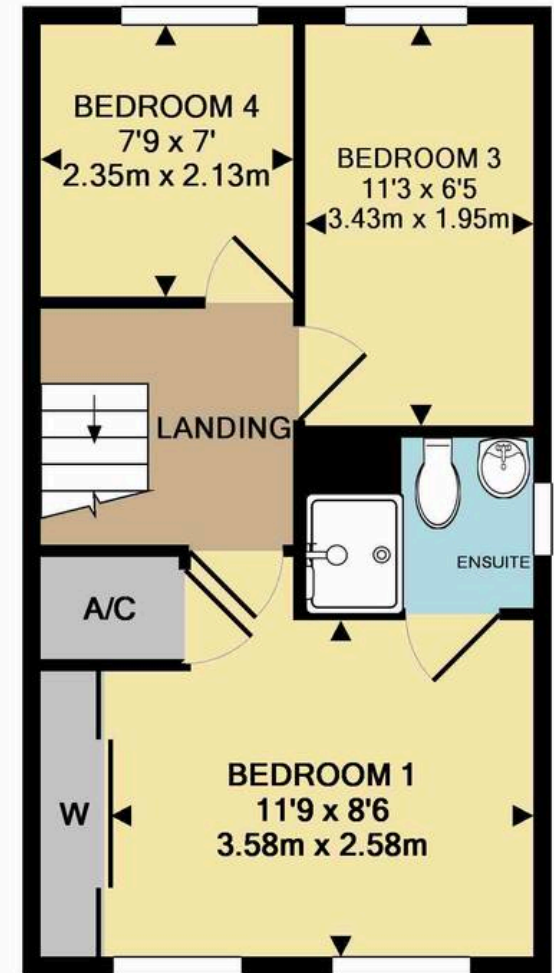 BEDROOM 4
7'9 x 7'
2.35m x 2.13m
BEDROOM 3
11'3 x 6'5
3.43m x 1.95m
LANDING
ENSUITE
A/C
W
BEDROOM 1
11'9 x 8'6
3.58m x 2.58m